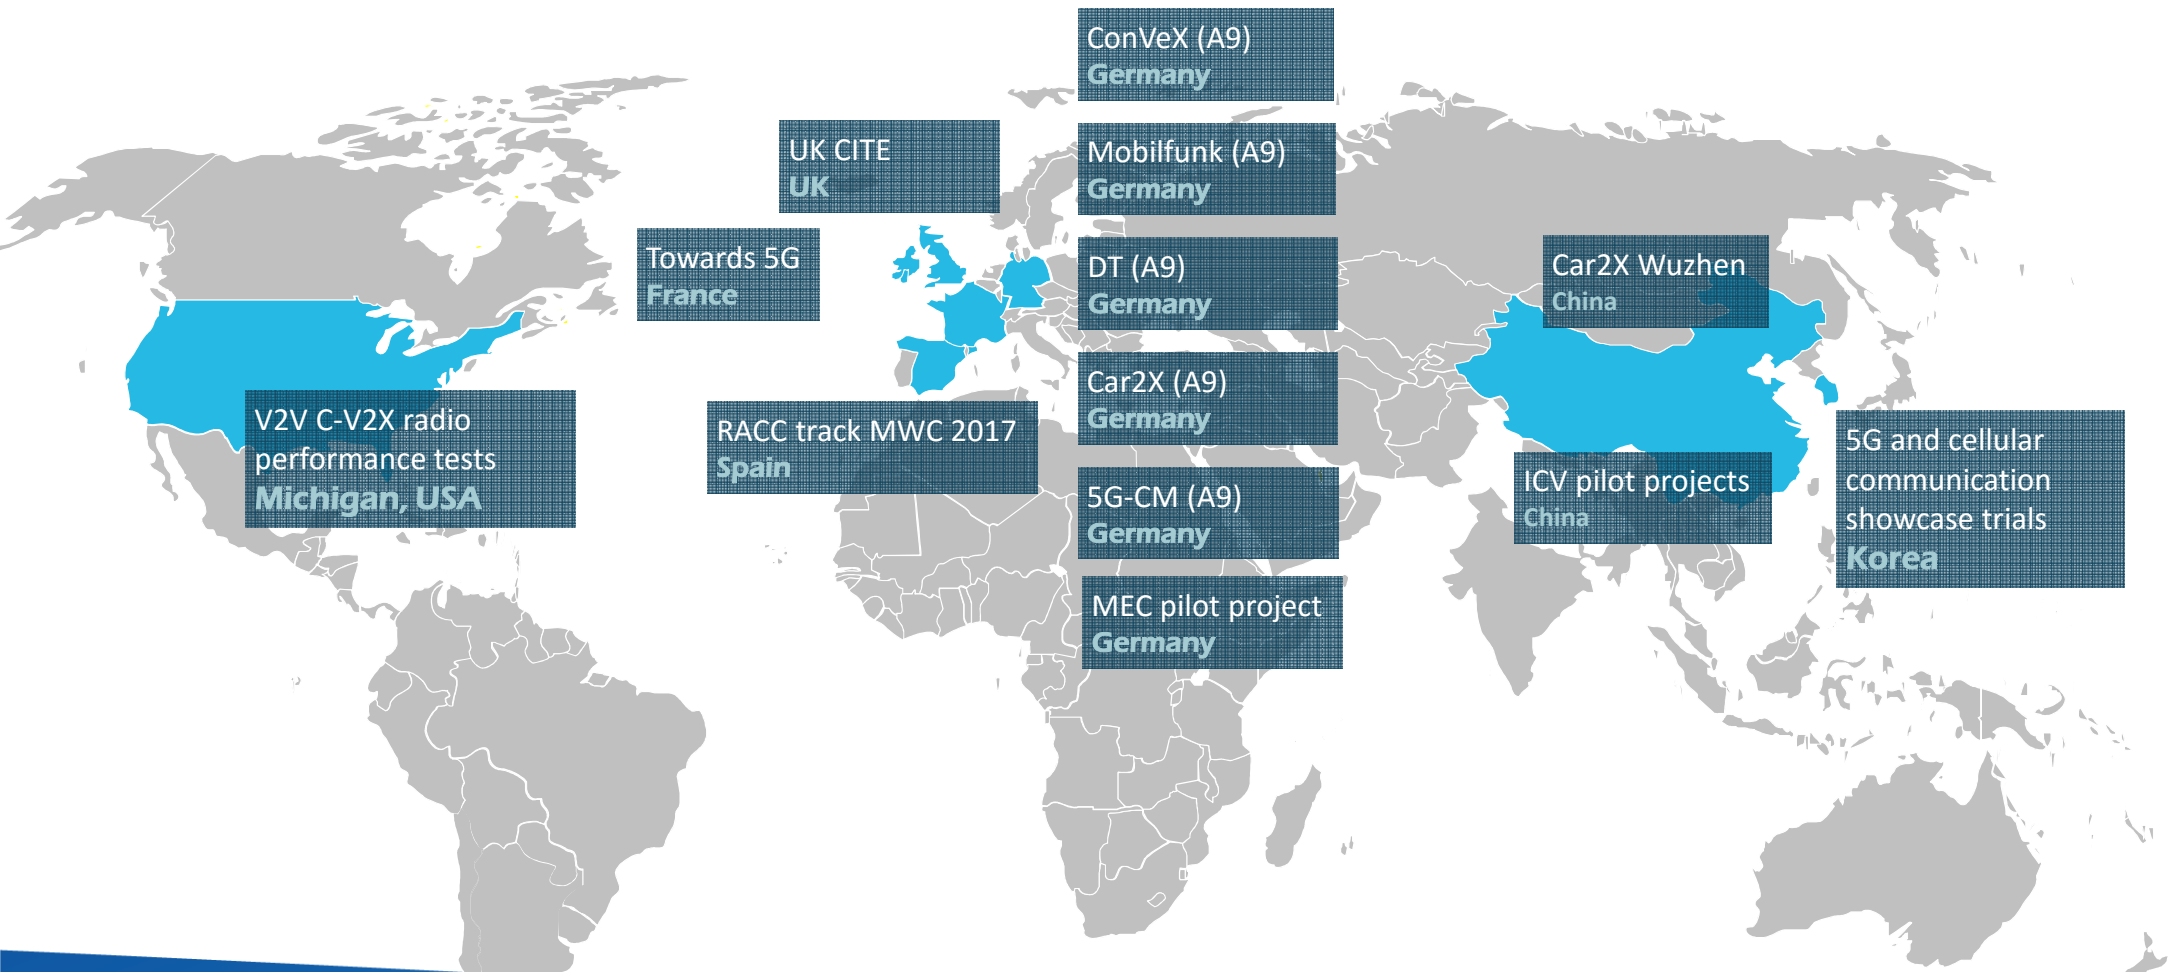 ConVeX (A9)
Germany
UK CITE
UK
Mobilfunk (A9)
Germany
Towards 5G
France
DT (A9)
Germany
Car2X Wuzhen
China
V2V C-V2X radio
performance tests
Michigan, USA
RACC track MWC 2017
Spain
Car2X (A9)
Germany
5G-CM (A9)
Germany
ICV pilot projects
China
5G and cellular
communication
showcase trials
Korea
MEC pilot project
Germany